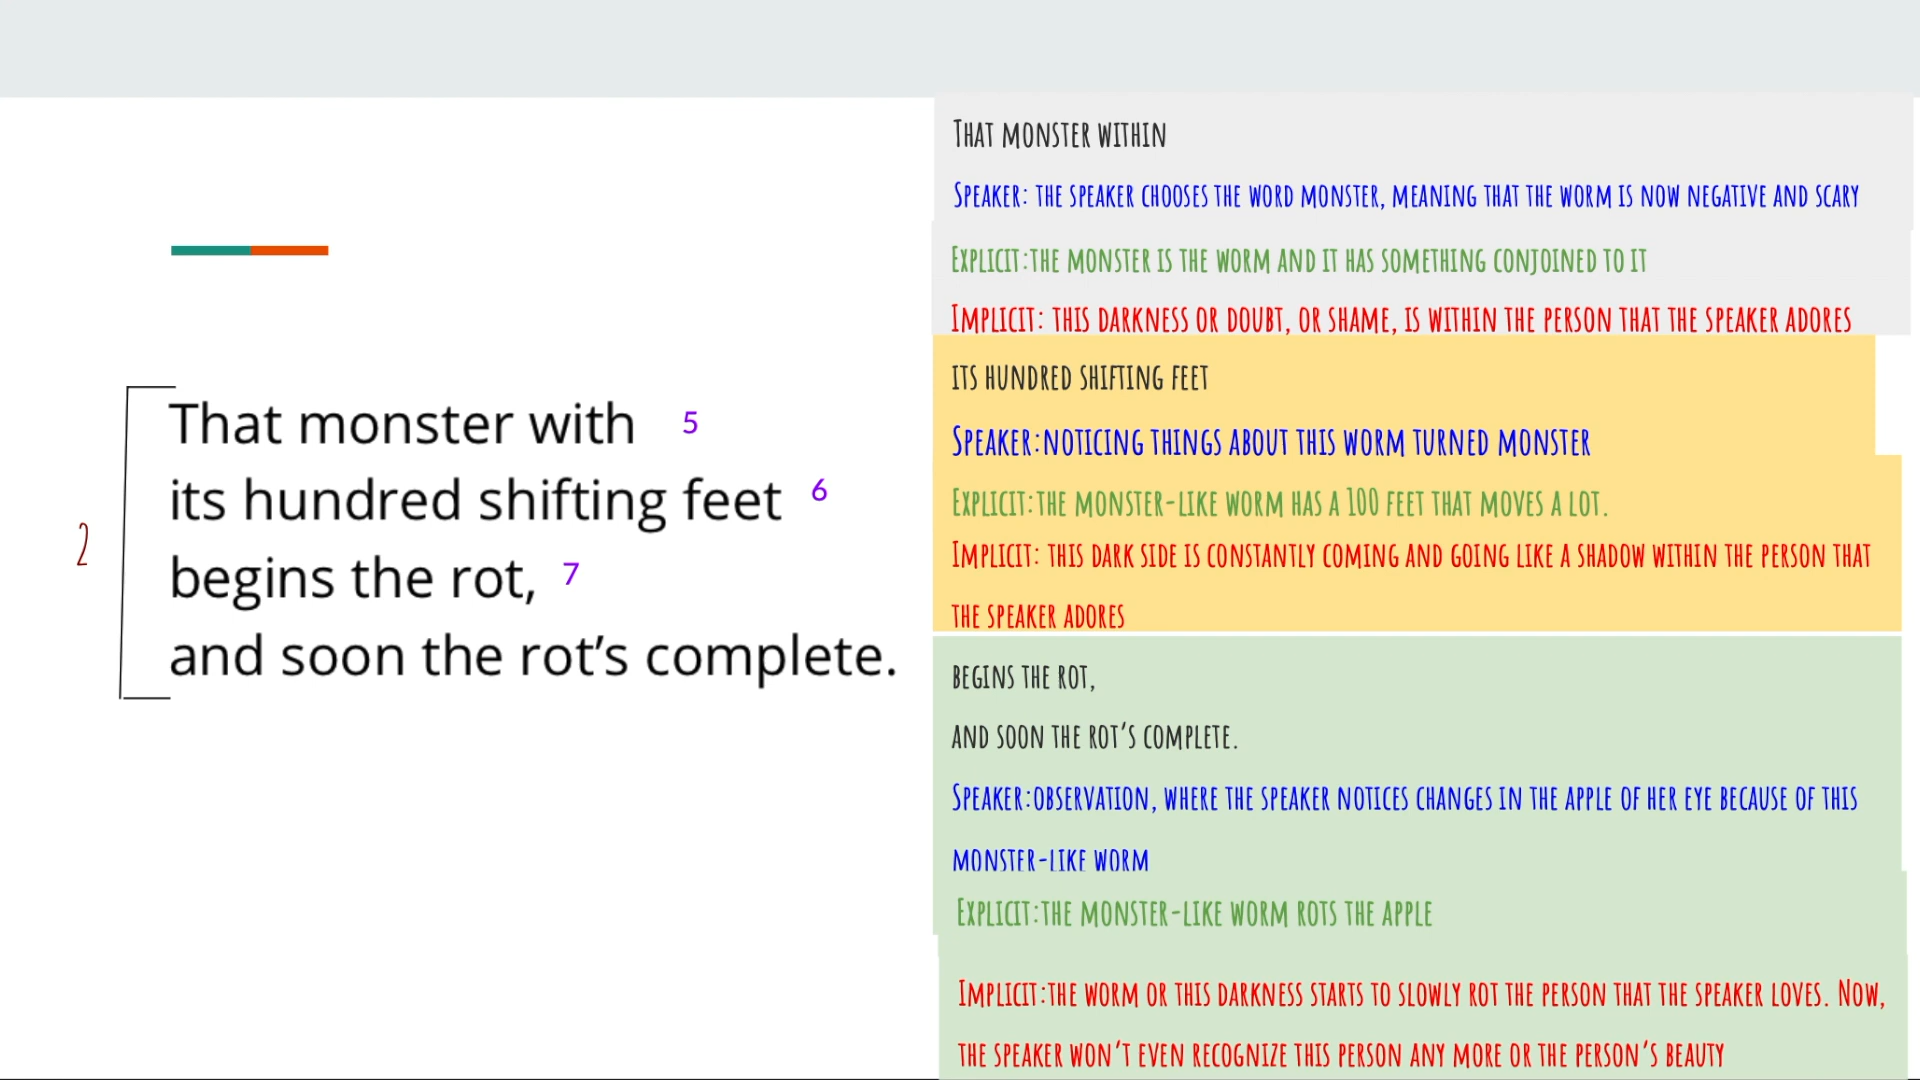 2
That monster with 5
its hundred shifting feet 6
begins the rot, 7
and soon the rot’s complete.
That monster within
Speaker: the speaker chooses the word monster, meaning that the worm is now negative and scary
Explicit:the monster is the worm and it has something conjoined to it
Implicit: this darkness or doubt, or shame, is within the person that the speaker adores
its hundred shifting feet
Speaker:noticing things about this worm turned monster
Explicit:the monster-like worm has a 100 feet that moves a lot.
Implicit: this dark side is constantly coming and going like a shadow within the person that
the speaker adores
begins the rot,
and soon the rot’s complete.
Speaker:observation, where the speaker notices changes in the apple of her eye because of this
monster-like worm
Explicit:the monster-like worm rots the apple
Implicit:the worm or this darkness starts to slowly rot the person that the speaker loves. Now,
the speaker won’t even recognize this person any more or the person’s beauty